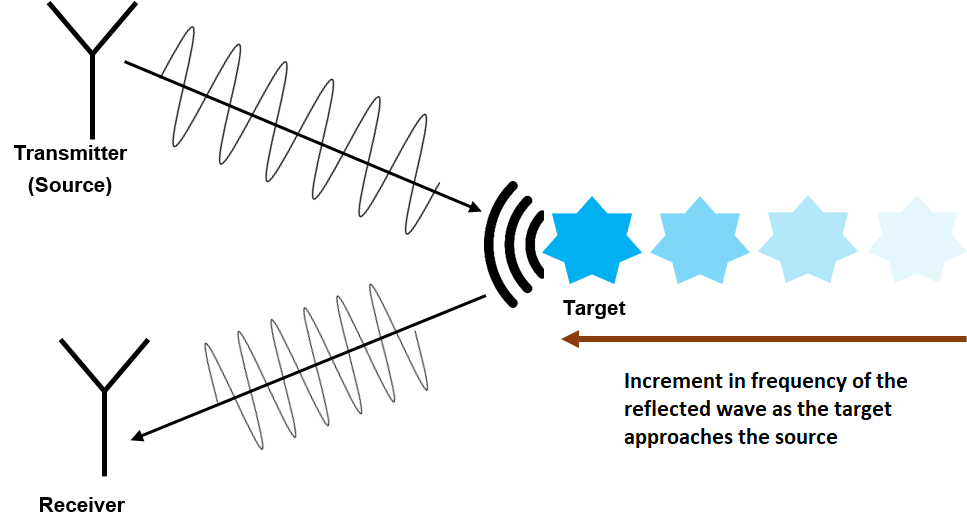 Transmitter
(Source)
Target
Increment in frequency of the
reflected wave as the target
approaches the source
Receiver